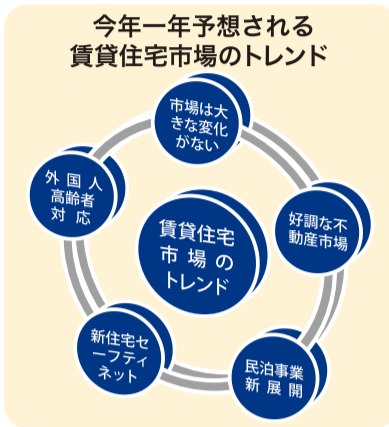 今年一年予想される
賃貸住宅市場のトレンド
市場は大
きな変化
がない
外国人
高齢者
対応
好調な不
動産市場
賃貸住宅
市場の
トレンド
新住宅セ
ーフティ
ネット
民泊事業
新展開